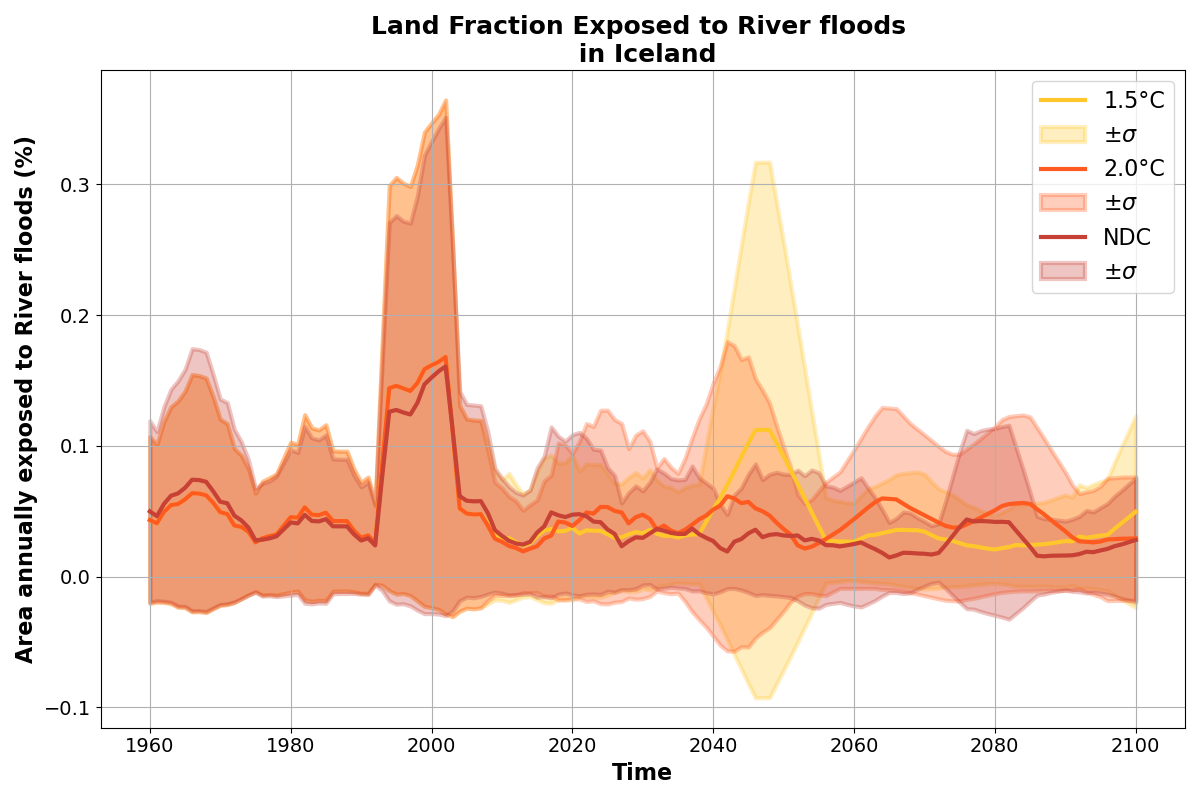 Land Fraction Exposed to River floods
in Iceland
Area annually exposed to River floods (%)
0.3
0.2
0.1
0.0
−0.1
1960 1980 2000 2020 2040 2060 2080 2100
Time
1.5°C
±σ
2.0°C
±σ
NDC
±σ